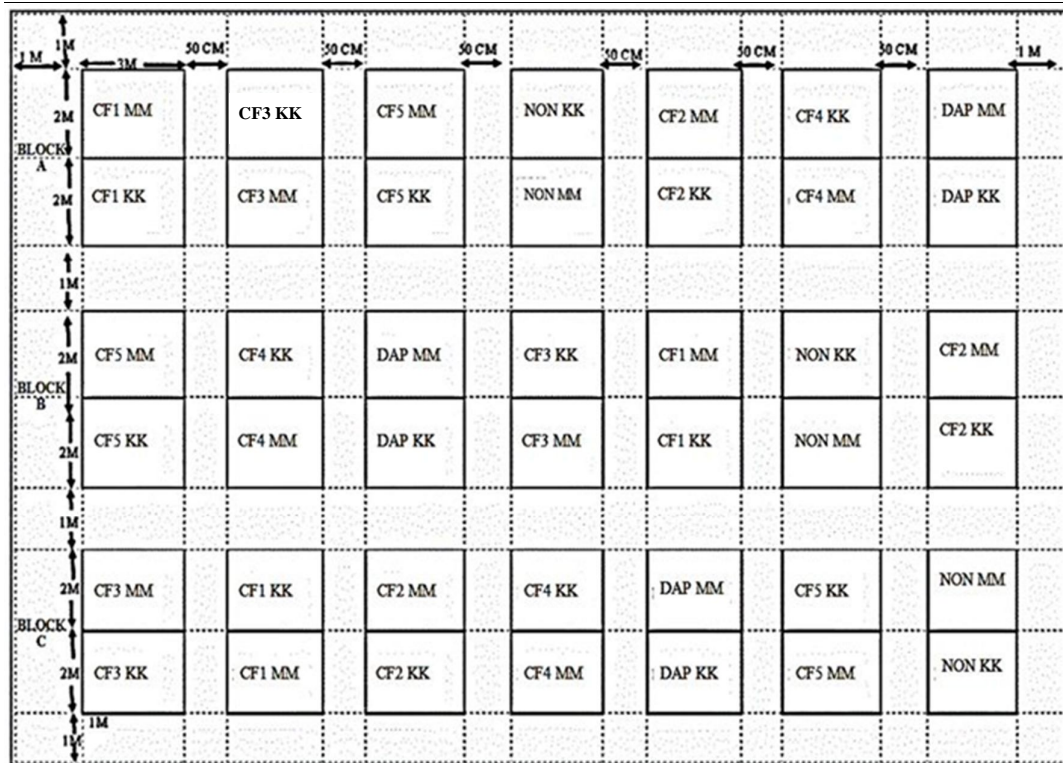 1M
50 CM 50 CM 50 CM 50 CM 50 CM 50 CM 1 M
1 M 3M
2M CF1 MM CF3 KK CF5 MM NON KK CF2 MM CF4 KK DAP MM
BLOCK
A
2M CF1 KK CF3 MM CF5 KK NON MM CF2 KK CF4 MM DAP KK
1M
2M CF5 MM CF4 KK DAP MM CF3 KK CF1 MM NON KK CF2 MM
BLOCK
B
2M CF5 KK CF4 MM DAP KK CF3 MM CF1 KK NON MM CF2 KK
1M
2M CF3 MM CF1 KK CF2 MM CF4 KK DAP MM CF5 KK NON MM
BLOCK
C
2M CF3 KK CF1 MM CF2 KK CF4 MM DAP KK CF5 MM NON KK
1M
1M